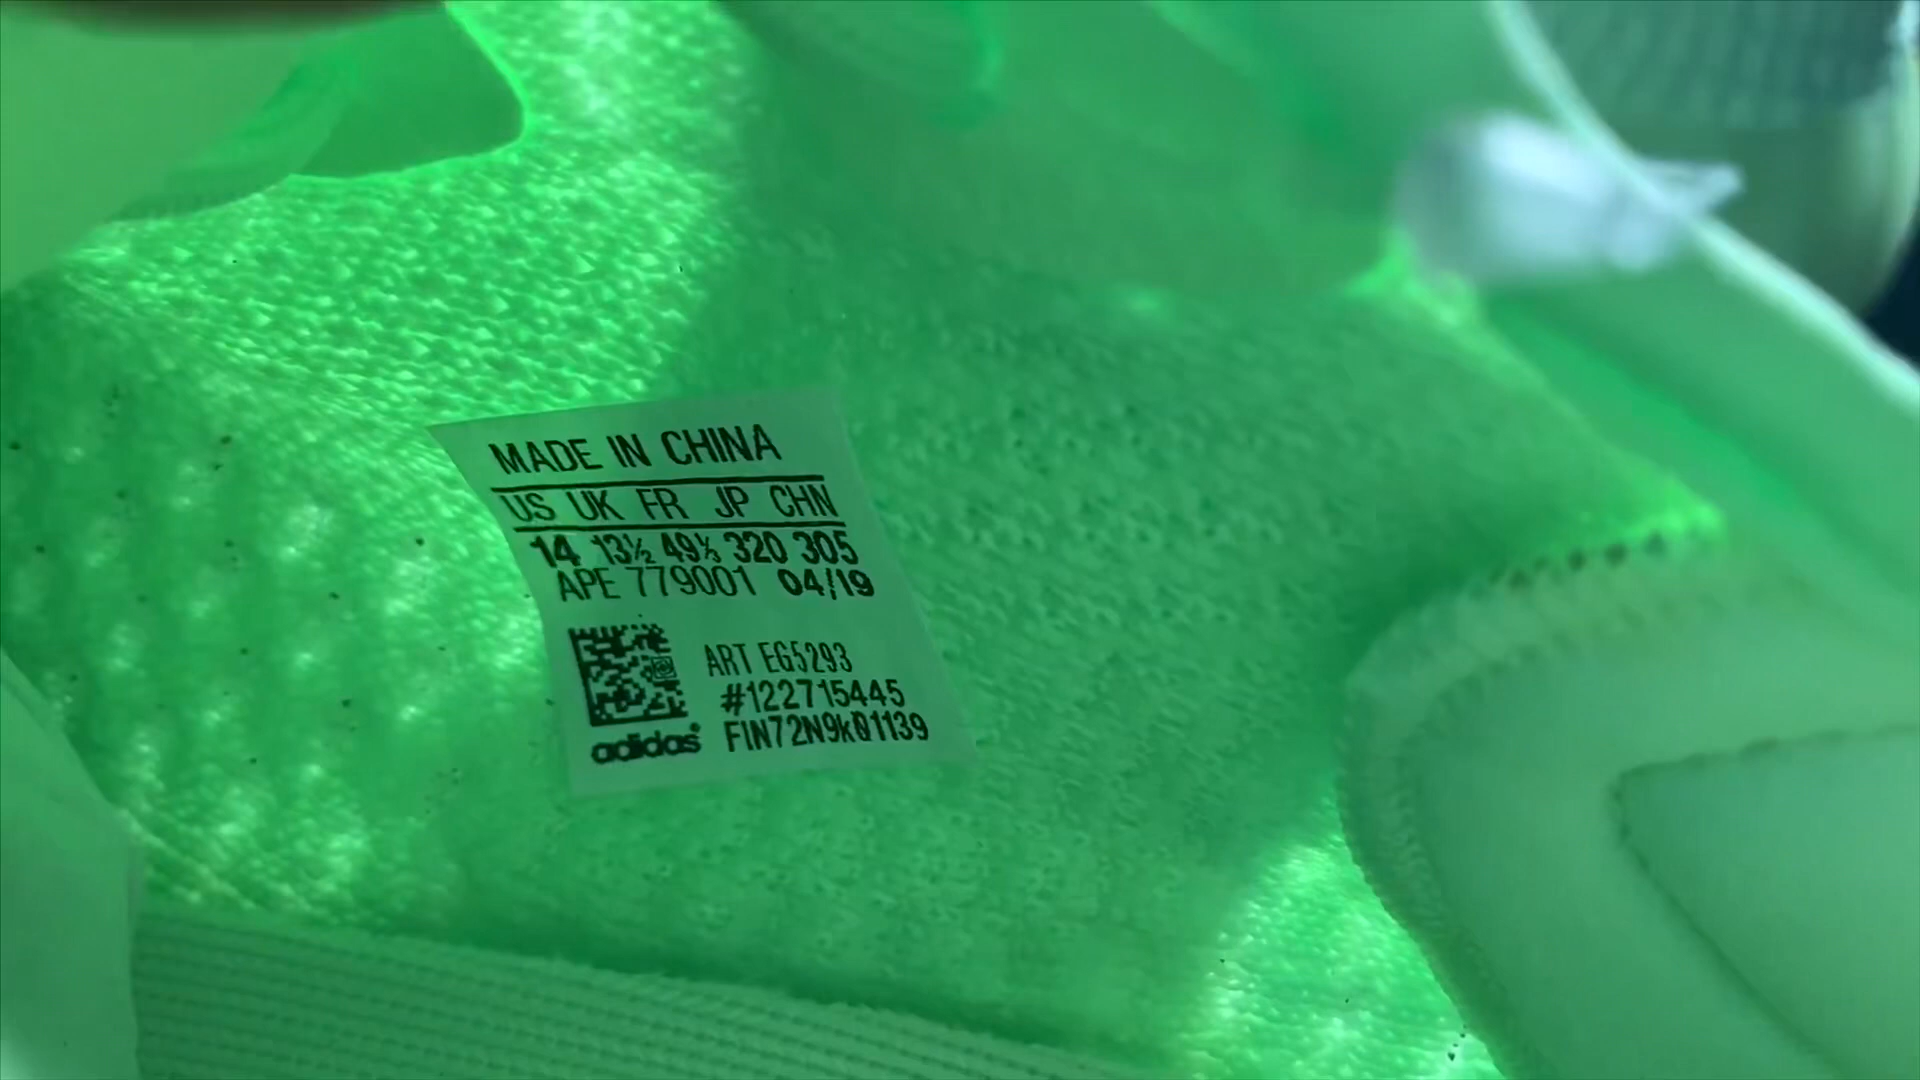 MADE IN CHINA
US UK FR JP CHN
14 13½ 49⅓ 320 305
APE 779001 04/19
ART EG5293
#122715445
adidas® FIN72N9k01139